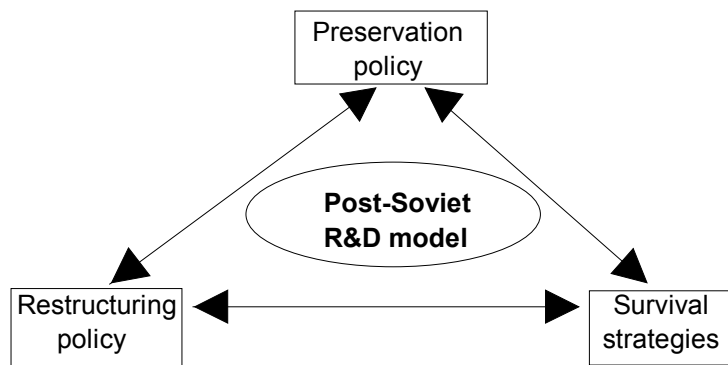 Preservation
policy
Post-Soviet
R&D model
Restructuring
policy
Survival
strategies